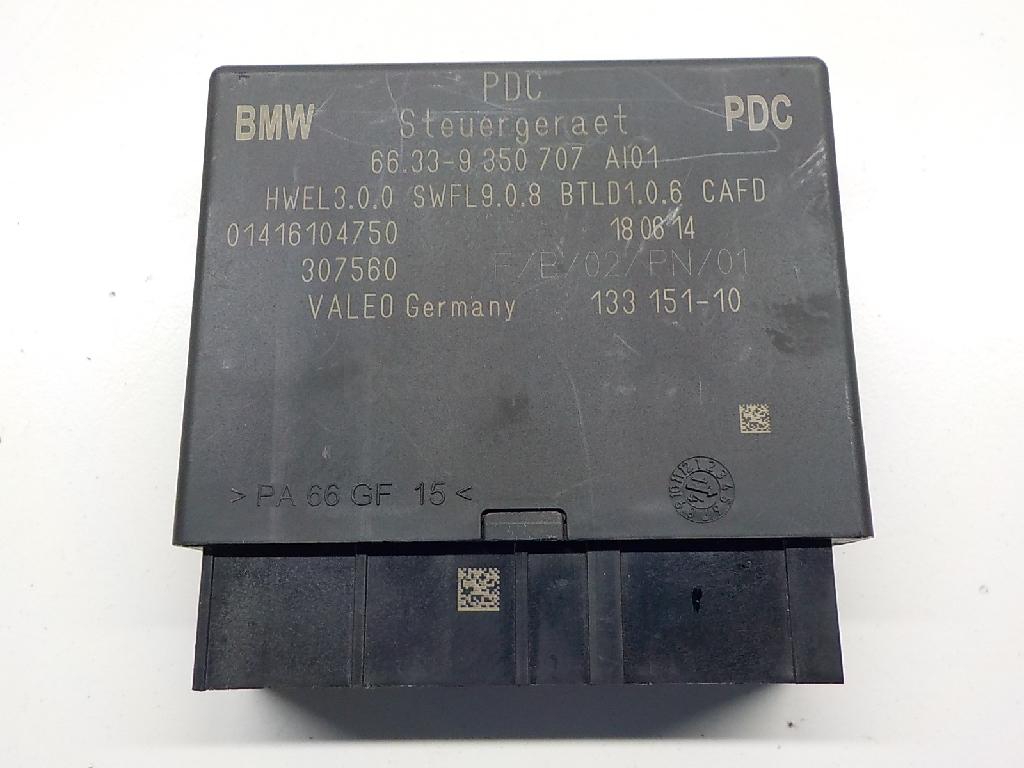 PDC
BMW Steuergeraet PDC
66.33-9 350 707 AI01
HWEL3.0.0 SWFL9.0.8 BTLD1.0.6 CAFD
01416104750 18 06 14
307560 F/B/02/PN/01
VALEO Germany 133 151-10
>PA 66 GF 15<